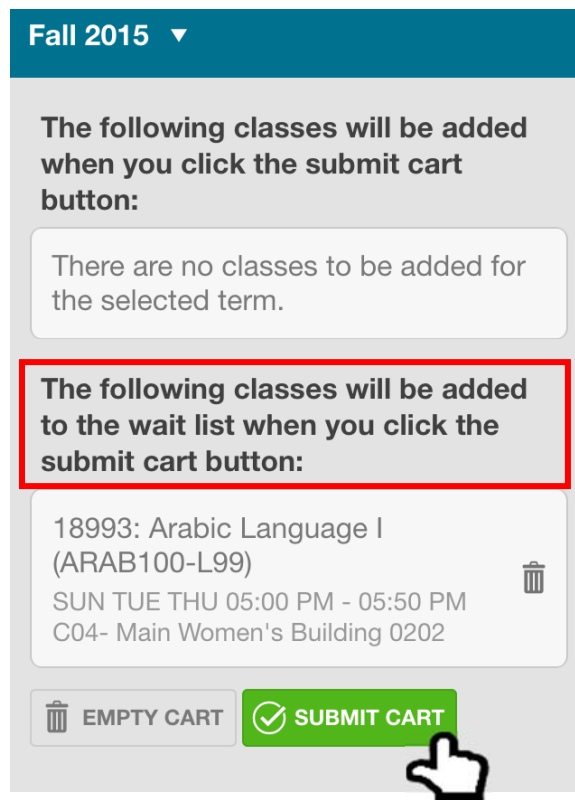 Fall 2015 ▼
The following classes will be added
when you click the submit cart
button:
There are no classes to be added for
the selected term.
The following classes will be added
to the wait list when you click the
submit cart button:
18993: Arabic Language I
(ARAB100-L99)
SUN TUE THU 05:00 PM - 05:50 PM
C04- Main Women's Building 0202
EMPTY CART
SUBMIT CART